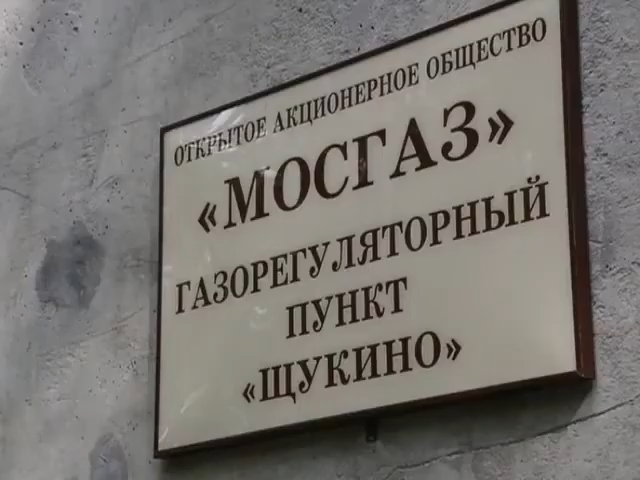 ОТКРЫТОЕ АКЦИОНЕРНОЕ ОБЩЕСТВО
«МОСГАЗ»
ГАЗОРЕГУЛЯТОРНЫЙ
ПУНКТ
«ЩУКИНО»